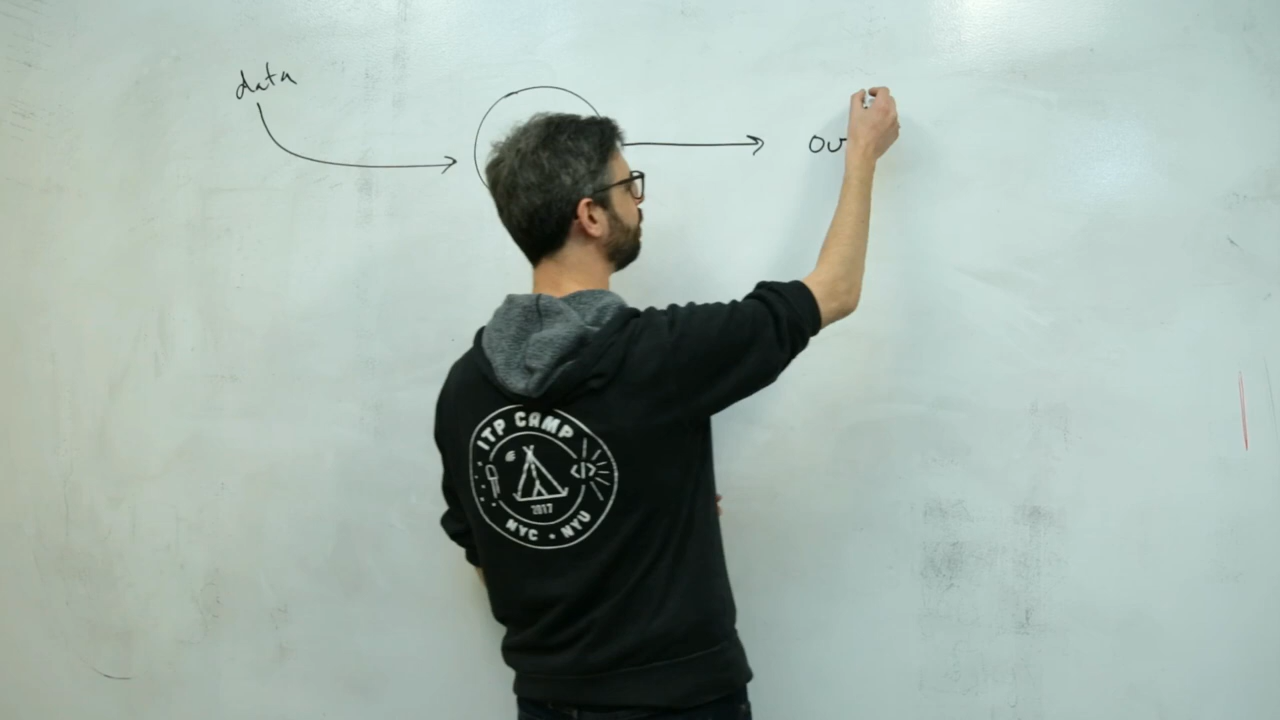 data
ou
ITP CAMP
</>
2017
NYC • NYU